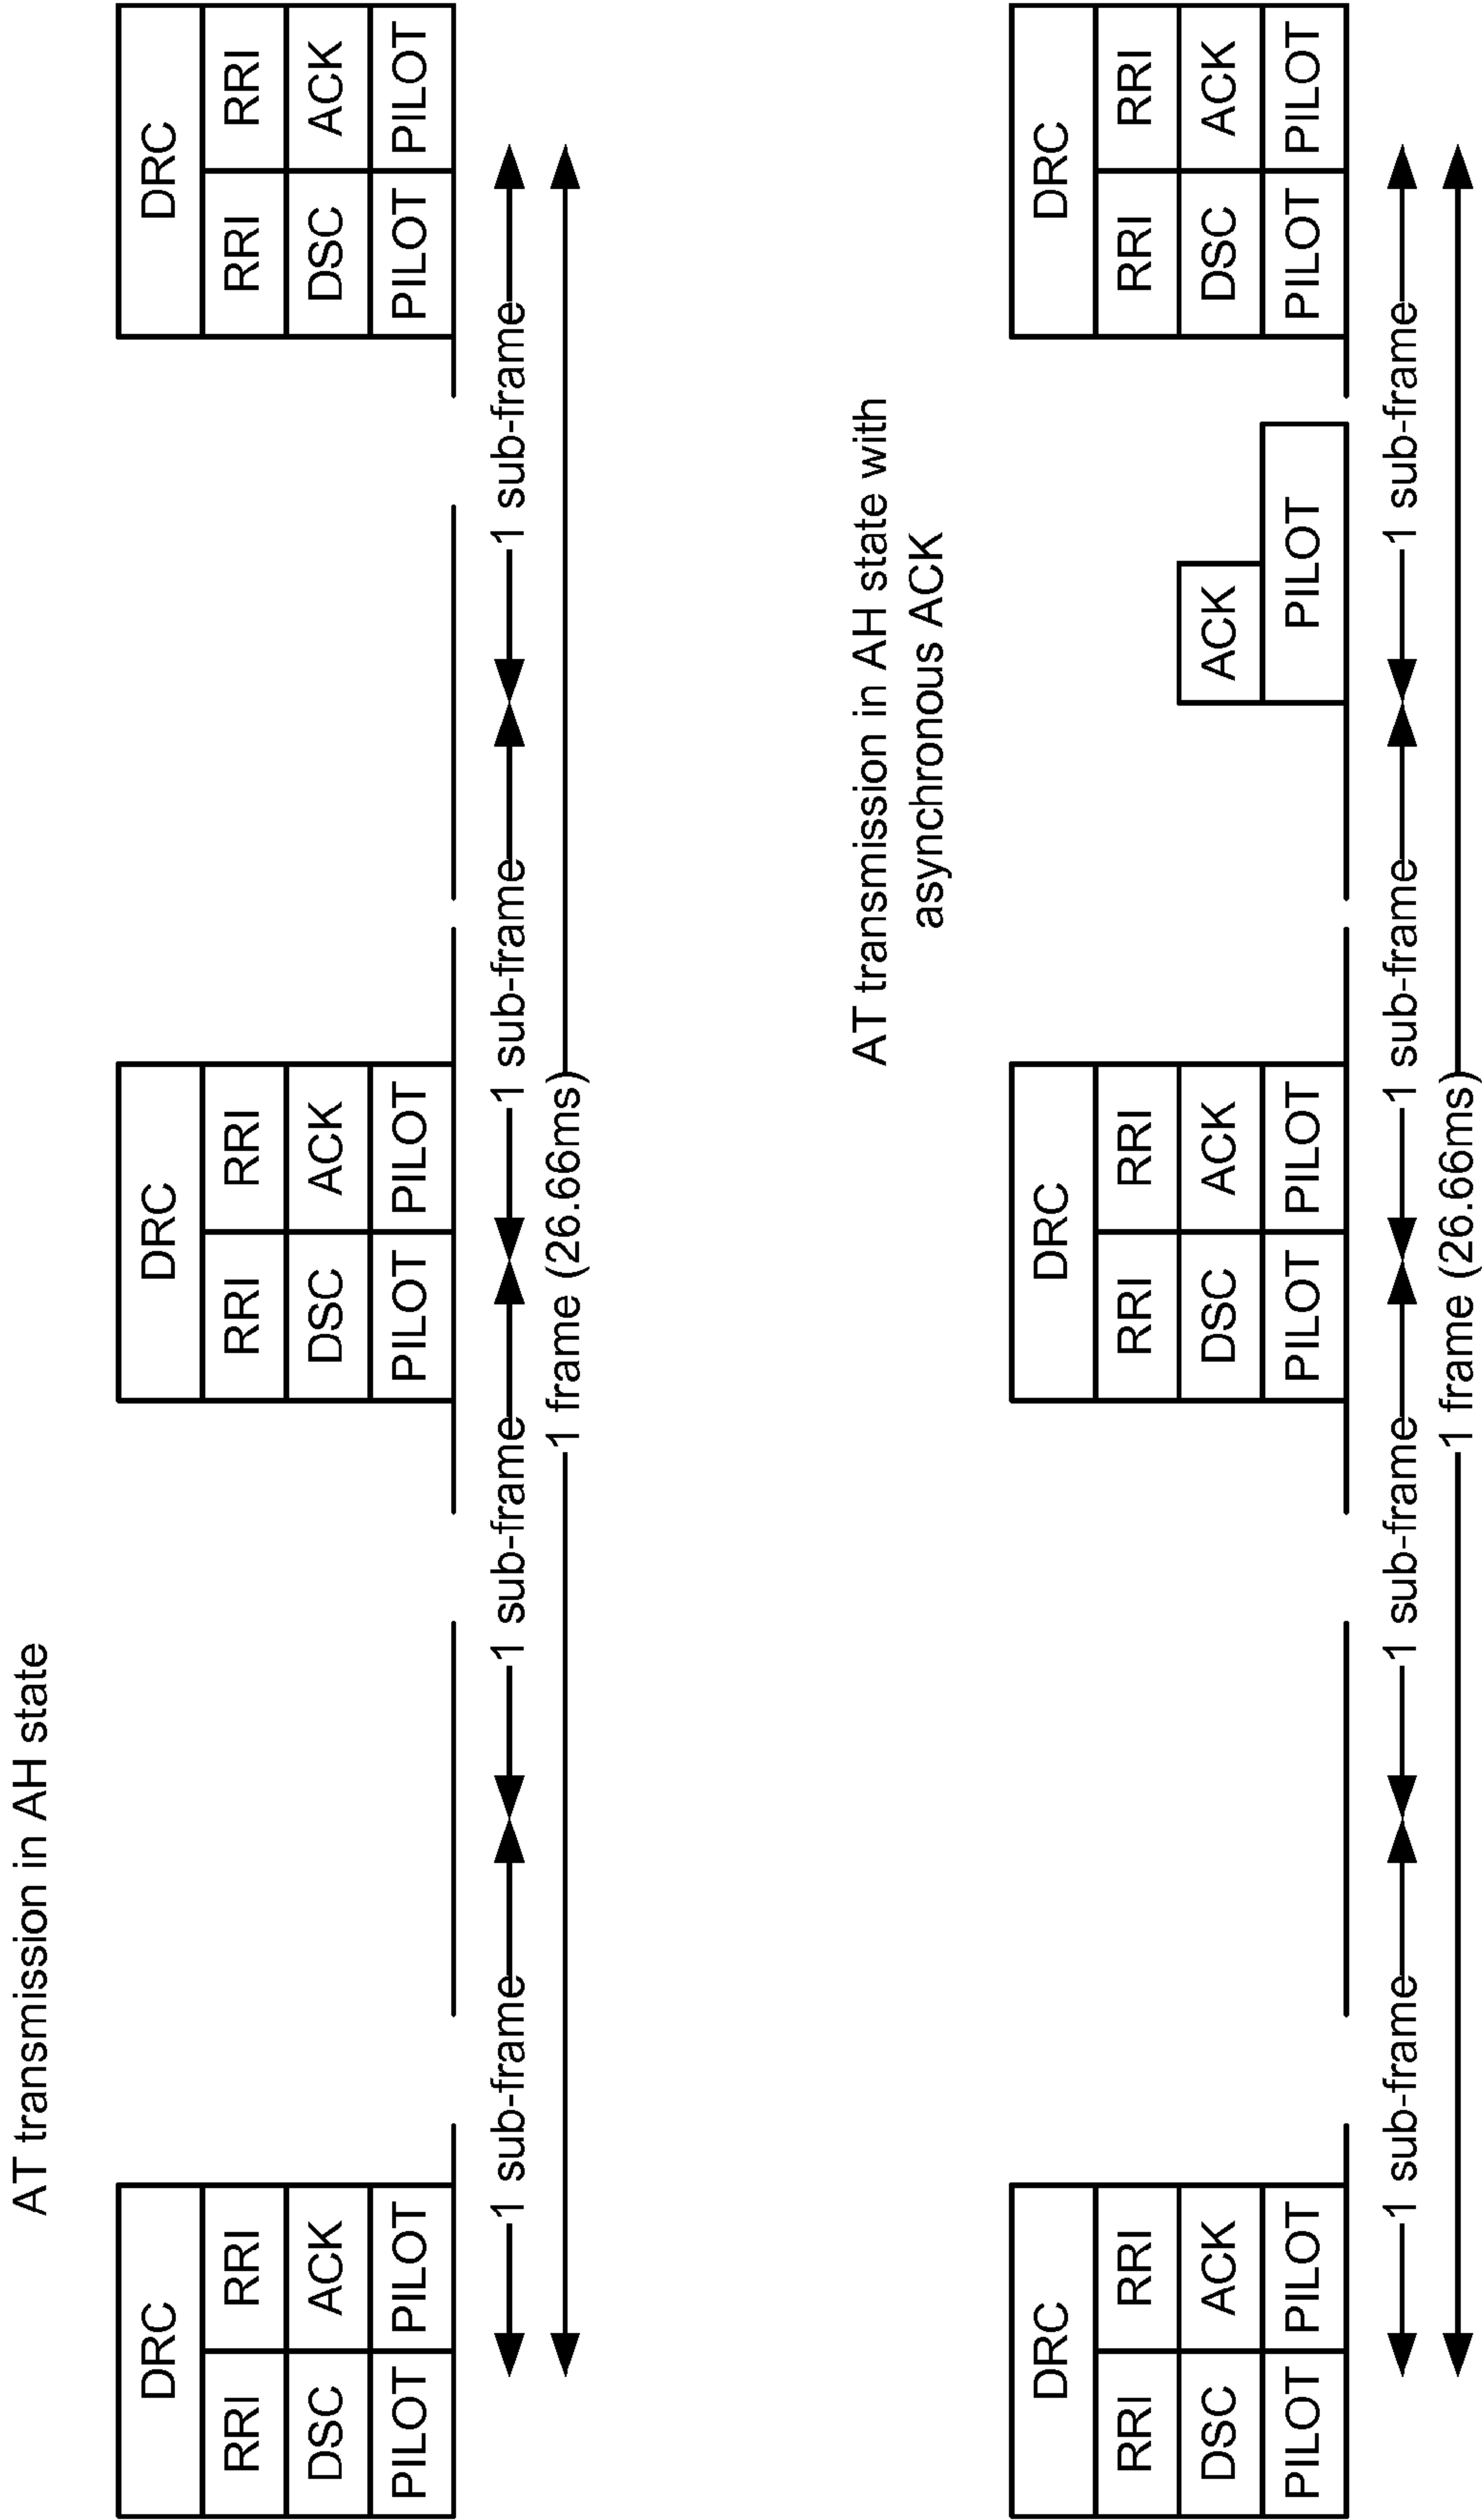 AT transmission in AH state
DRC DRC DRC
RRI RRI RRI RRI RRI RRI
DSC ACK DSC ACK DSC ACK
PILOT PILOT PILOT PILOT PILOT PILOT
1 sub-frame 1 sub-frame 1 sub-frame 1 sub-frame
1 frame (26.66ms)
AT transmission in AH state with
asynchronous ACK
DRC DRC DRC
RRI RRI RRI RRI RRI RRI
DSC ACK DSC ACK ACK DSC ACK
PILOT PILOT PILOT PILOT PILOT PILOT PILOT
1 sub-frame 1 sub-frame 1 sub-frame 1 sub-frame
1 frame (26.66ms)